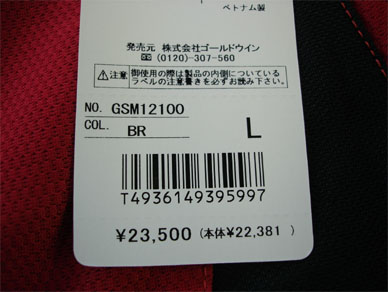 ベトナム製
発売元 株式会社ゴールドウイン
☎(0120)-307-560
⚠注意 御使用の際は製品の内側についている
ラベルの注意書きを必ずお読み下さい。
NO. GSM12100
COL. BR
L
T4936149395997
¥23,500 (本体¥22,381)